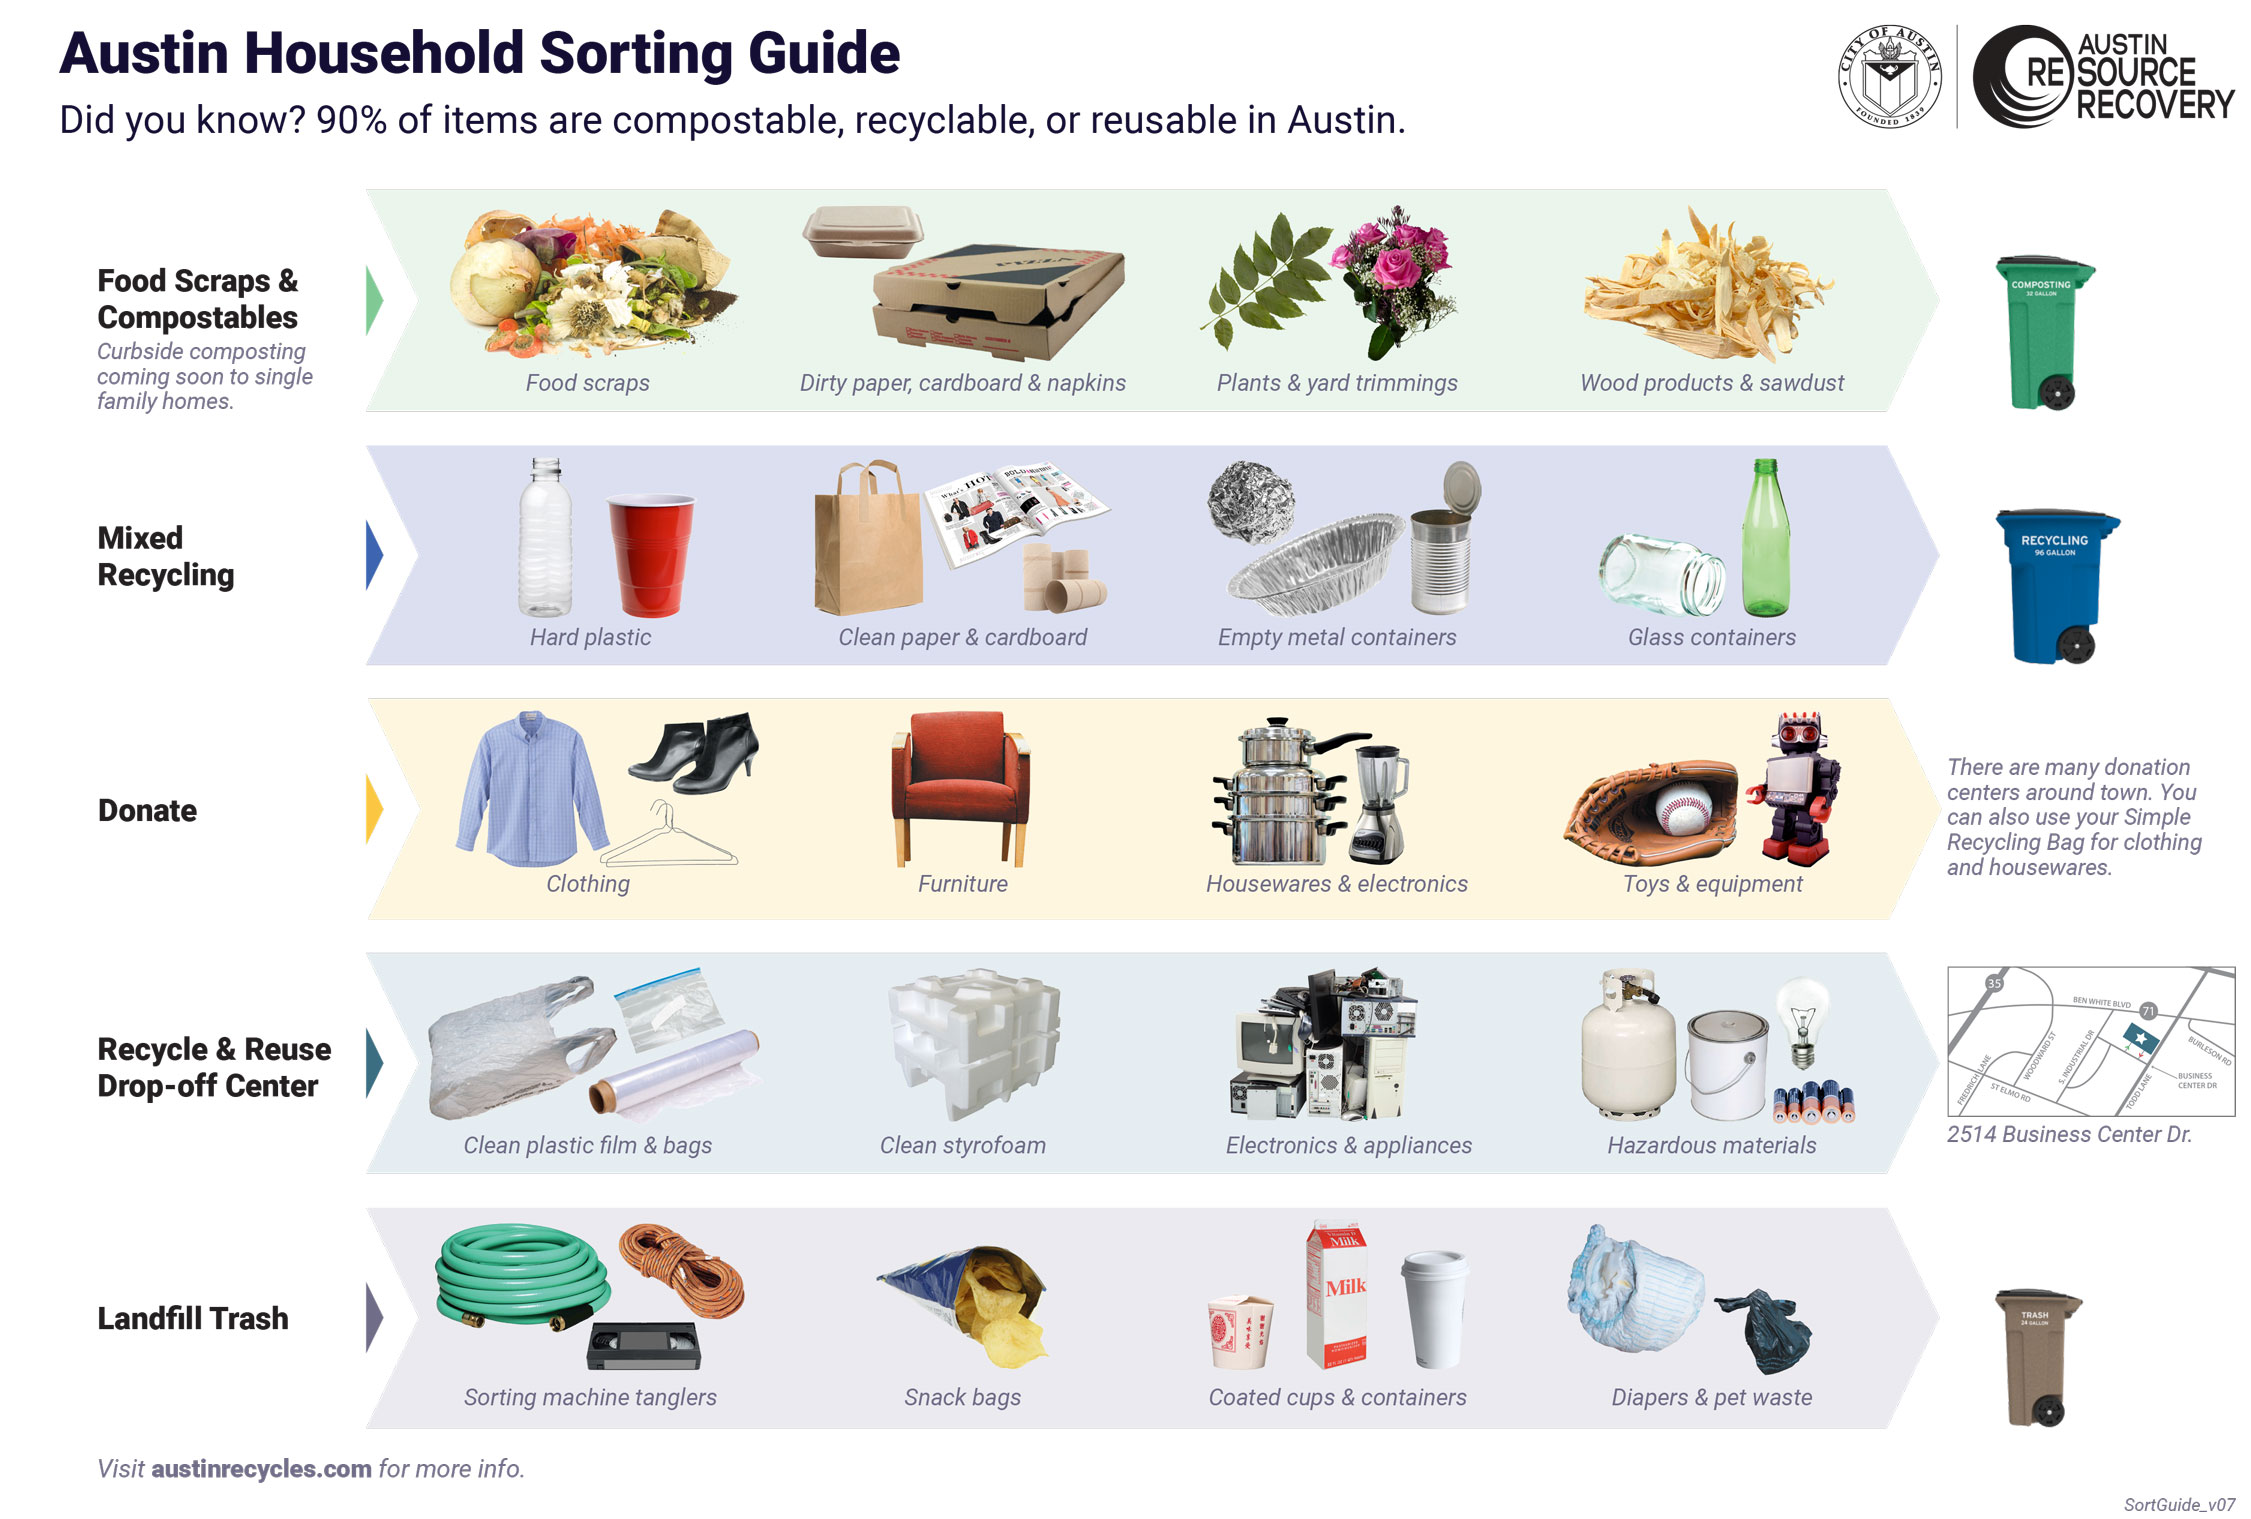 Austin Household Sorting Guide
Did you know? 90% of items are compostable, recyclable, or reusable in Austin.
CITY OF AUSTIN
FOUNDED 1839
AUSTIN
RESOURCE
RECOVERY
Food Scraps &
Compostables
Curbside composting
coming soon to single
family homes.
PIZZA
Food scraps
Dirty paper, cardboard & napkins
Plants & yard trimmings
Wood products & sawdust
COMPOSTING
32 GALLON
Mixed
Recycling
What's HOT
Hard plastic
Clean paper & cardboard
Empty metal containers
Glass containers
RECYCLING
96 GALLON
Donate
Clothing
Furniture
Housewares & electronics
Toys & equipment
There are many donation
centers around town. You
can also use your Simple
Recycling Bag for clothing
and housewares.
Recycle & Reuse
Drop-off Center
Clean plastic film & bags
Clean styrofoam
Electronics & appliances
Hazardous materials
35
BEN WHITE BLVD
71
FREIDRICH LANE
WOODWARD ST
S. INDUSTRIAL DR
ST ELMO RD
TODD LANE
BURLESON RD
BUSINESS
CENTER DR
2514 Business Center Dr.
Landfill Trash
Vitamin D
Milk
Milk
Sorting machine tanglers
Snack bags
Coated cups & containers
Diapers & pet waste
TRASH
24 GALLON
Visit austinrecycles.com for more info.
SortGuide_v07